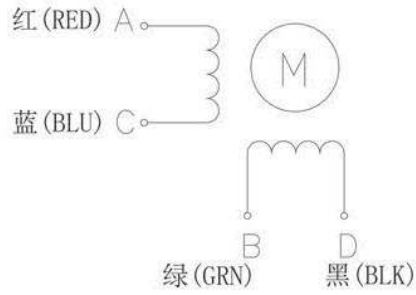 红(RED) A
M
蓝(BLU) C
B D
绿(GRN) 黑(BLK)